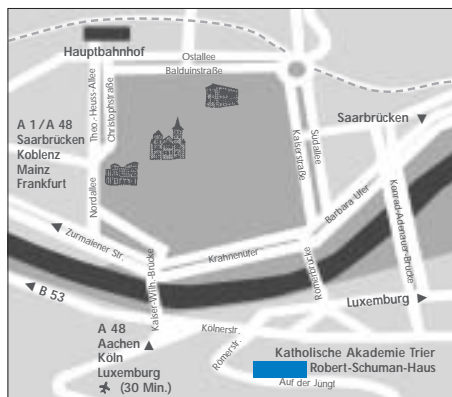 Hauptbahnhof
Ostallee
Balduinstraße
Theo.-Heuss-Allee
Christophstraße
A 1 / A 48
Saarbrücken
Koblenz
Mainz
Frankfurt
Saarbrücken
Kaiserstraße
Südallee
Nordallee
Barbara Ufer
Konrad-Adenauer-Brücke
Zurmalener Str.
Krahnenufer
Kaiser-Wilh.-Brücke
Römerbrücke
B 53
Luxemburg
A 48
Aachen
Köln
Luxemburg
(30 Min.)
Kölnerstr.
Römerstr.
Katholische Akademie Trier
Robert-Schuman-Haus
Auf der Jüngt